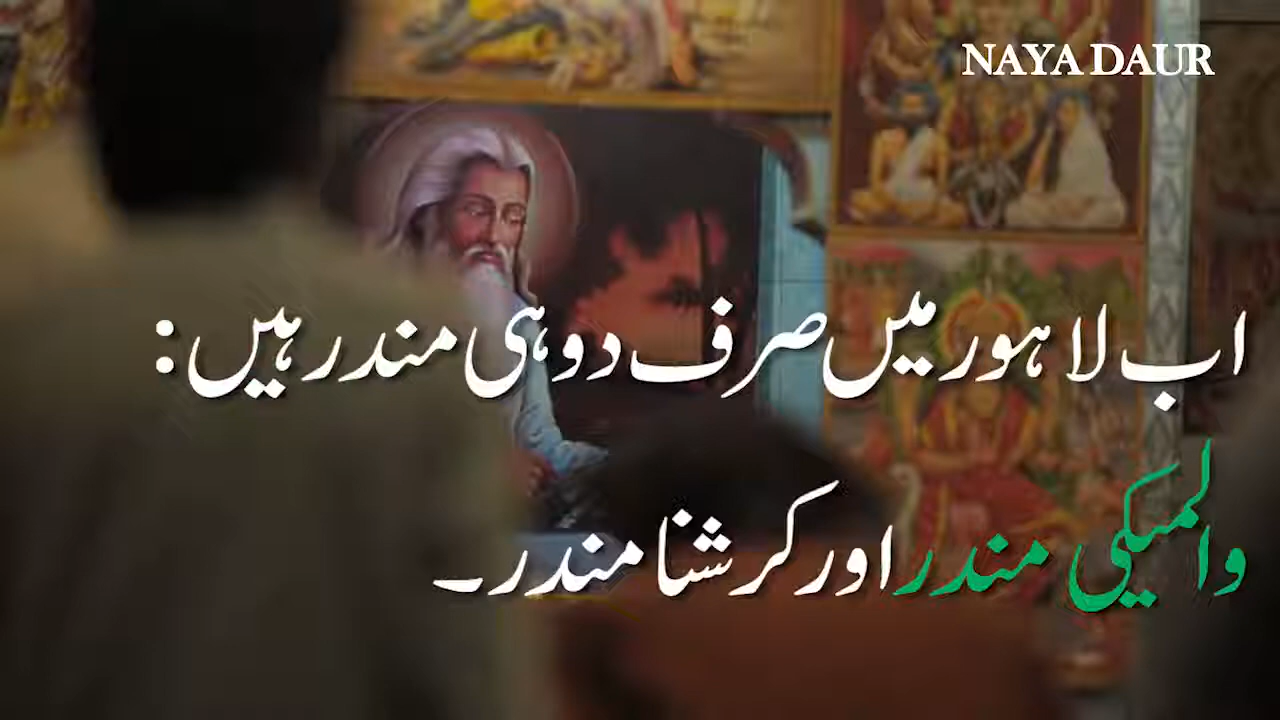 NAYA DAUR
اب لاہور میں صرف دو ہی مندر ہیں:
والمیکی مندر اور کرشنا مندر۔